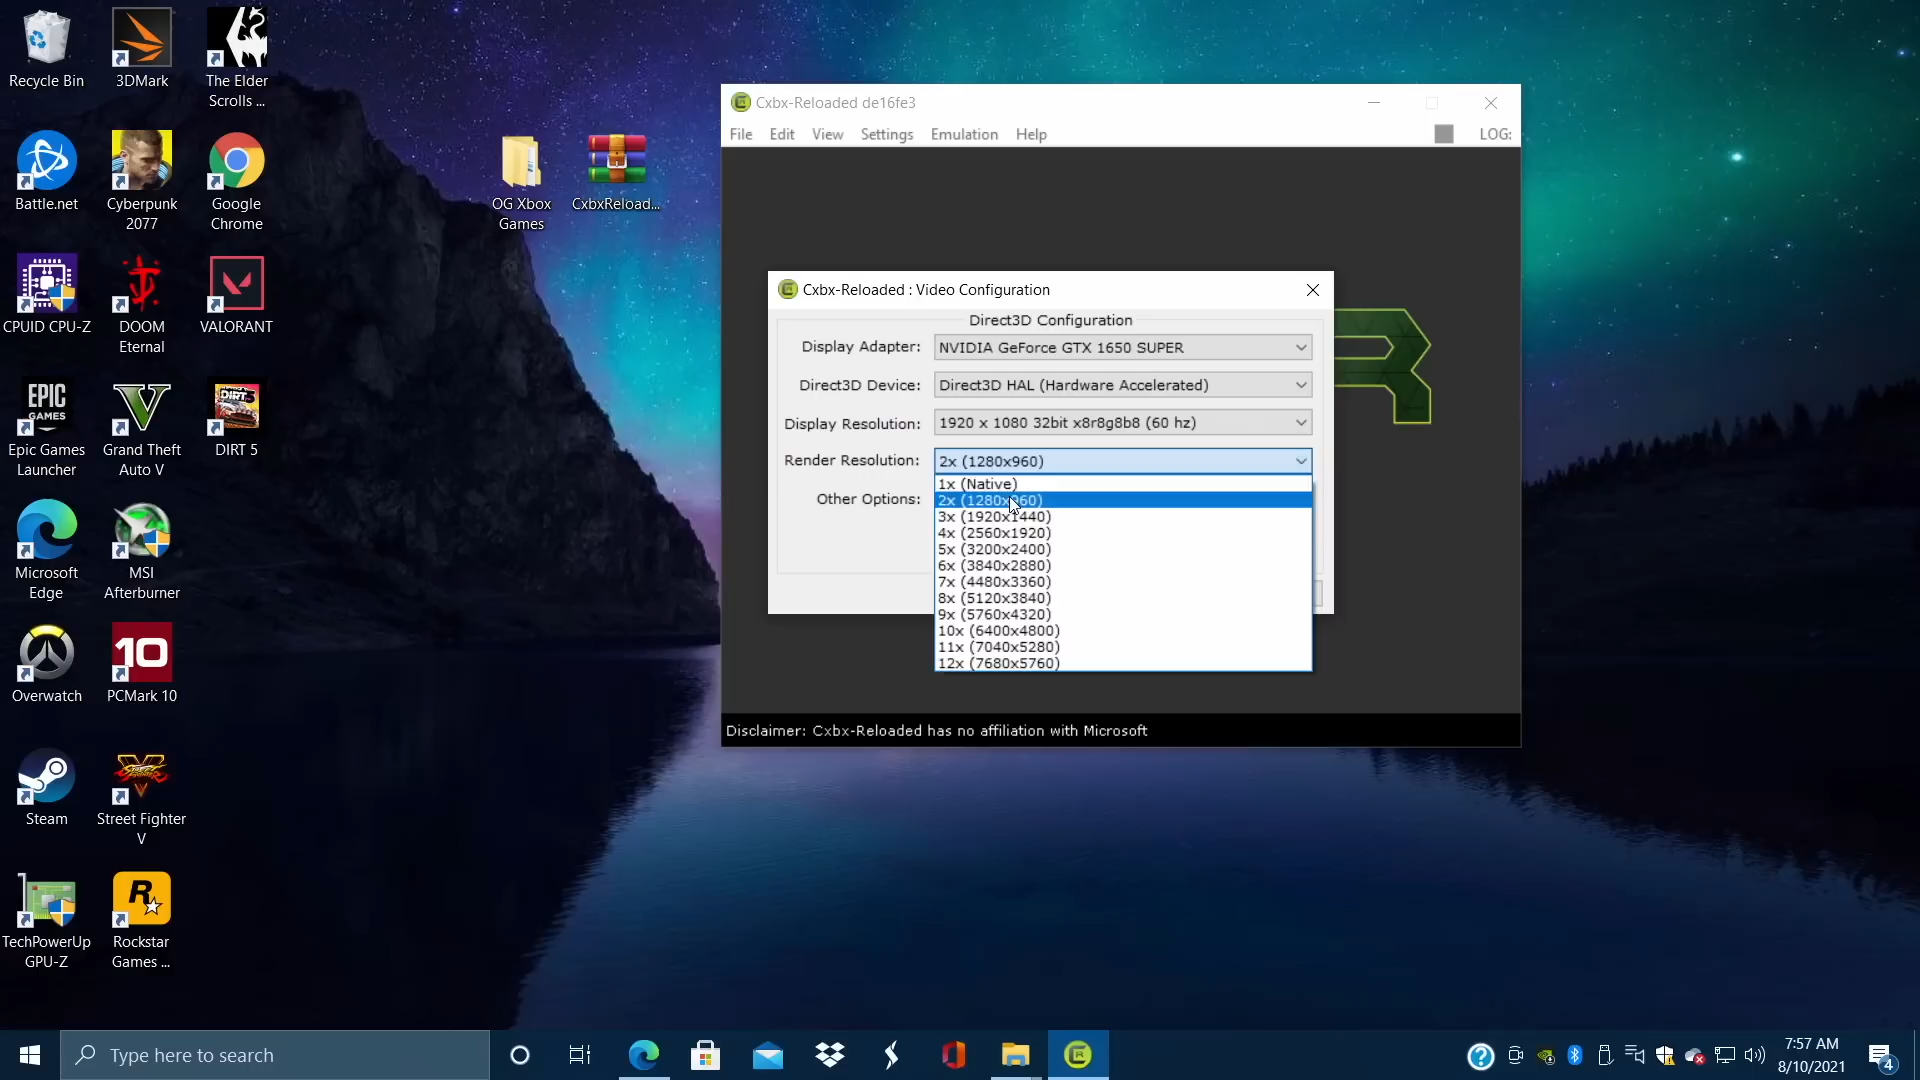 Recycle Bin
3DMark
The Elder
Scrolls ...
Battle.net
Cyberpunk
2077
Google
Chrome
CPUID CPU-Z
DOOM
Eternal
VALORANT
EPIC
GAMES
Epic Games
Launcher
Grand Theft
Auto V
DIRT 5
Microsoft
Edge
MSI
Afterburner
Overwatch
10
PCMark 10
Steam
Street Fighter
V
TechPowerUp
GPU-Z
Rockstar
Games ...
OG Xbox
Games
CxbxReload...
Cxbx-Reloaded de16fe3
File Edit View Settings Emulation Help LOG:
Cxbx-Reloaded : Video Configuration
Direct3D Configuration
Display Adapter: NVIDIA GeForce GTX 1650 SUPER
Direct3D Device: Direct3D HAL (Hardware Accelerated)
Display Resolution: 1920 x 1080 32bit x8r8g8b8 (60 hz)
Render Resolution: 2x (1280x960)
Other Options:
1x (Native)
2x (1280x960)
3x (1920x1440)
4x (2560x1920)
5x (3200x2400)
6x (3840x2880)
7x (4480x3360)
8x (5120x3840)
9x (5760x4320)
10x (6400x4800)
11x (7040x5280)
12x (7680x5760)
Disclaimer: Cxbx-Reloaded has no affiliation with Microsoft
Type here to search
7:57 AM
8/10/2021
4